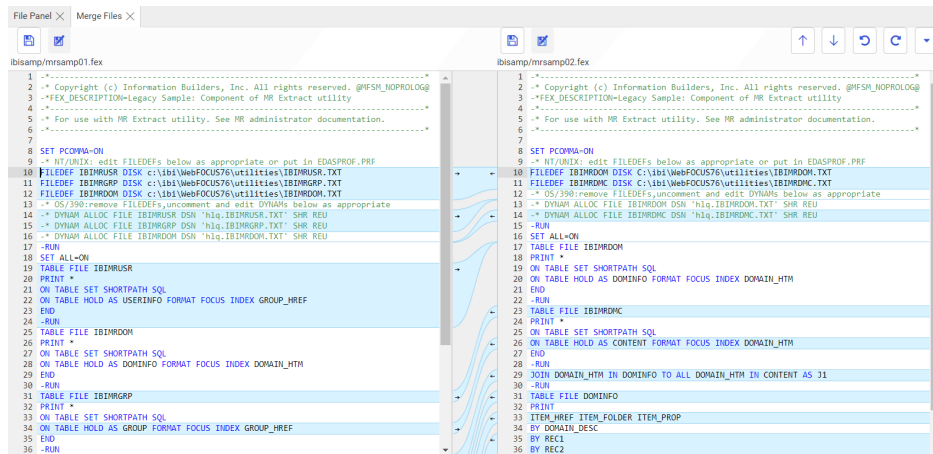 File Panel
Merge Files
ibisamp/mrsamp01.fex
1 -*-----------------------------------------------------------------------*
2 -* Copyright (c) Information Builders, Inc. All rights reserved. @MFSM_NOPROLOG@
3 -*FEX_DESCRIPTION=Legacy Sample: Component of MR Extract utility
4 -*-----------------------------------------------------------------------*
5 -* For use with MR Extract utility. See MR administrator documentation.
6 -*-----------------------------------------------------------------------*
7
8 SET PCOMMA=ON
9 -* NT/UNIX: edit FILEDEFs below as appropriate or put in EDASPROF.PRF
10 FILEDEF IBIMRUSR DISK c:\ibi\WebFOCUS76\utilities\IBIMRUSR.TXT
11 FILEDEF IBIMRGRP DISK c:\ibi\WebFOCUS76\utilities\IBIMRGRP.TXT
12 FILEDEF IBIMRDOM DISK c:\ibi\WebFOCUS76\utilities\IBIMRDOM.TXT
13 -* OS/390:remove FILEDEFs,uncomment and edit DYNAMs below as appropriate
14 -* DYNAM ALLOC FILE IBIMRUSR DSN 'hlq.IBIMRUSR.TXT' SHR REU
15 -* DYNAM ALLOC FILE IBIMRGRP DSN 'hlq.IBIMRGRP.TXT' SHR REU
16 -* DYNAM ALLOC FILE IBIMRDOM DSN 'hlq.IBIMRDOM.TXT' SHR REU
17 -RUN
18 SET ALL=ON
19 TABLE FILE IBIMRUSR
20 PRINT *
21 ON TABLE SET SHORTPATH SQL
22 ON TABLE HOLD AS USERINFO FORMAT FOCUS INDEX GROUP_HREF
23 END
24 -RUN
25 TABLE FILE IBIMRDOM
26 PRINT *
27 ON TABLE SET SHORTPATH SQL
28 ON TABLE HOLD AS DOMINFO FORMAT FOCUS INDEX DOMAIN_HTM
29 END
30 -RUN
31 TABLE FILE IBIMRGRP
32 PRINT *
33 ON TABLE SET SHORTPATH SQL
34 ON TABLE HOLD AS GROUP FORMAT FOCUS INDEX GROUP_HREF
35 END
36 -RUN
ibisamp/mrsamp02.fex
1 -*-----------------------------------------------------------------------*
2 -* Copyright (c) Information Builders, Inc. All rights reserved. @MFSM_NOPROLOG@
3 -*FEX_DESCRIPTION=Legacy Sample: Component of MR Extract utility
4 -*-----------------------------------------------------------------------*
5 -* For use with MR Extract utility. See MR administrator documentation.
6 -*-----------------------------------------------------------------------*
7
8 SET PCOMMA=ON
9 -* NT/UNIX: edit FILEDEFs below as appropriate or put in EDASPROF.PRF
10 FILEDEF IBIMRDOM DISK C:\ibi\WebFOCUS76\utilities\IBIMRDOM.TXT
11 FILEDEF IBIMRDMC DISK C:\ibi\WebFOCUS76\utilities\IBIMRDMC.TXT
12 -* OS/390:remove FILEDEFs,uncomment and edit DYNAMs below as appropriate
13 -* DYNAM ALLOC FILE IBIMRDOM DSN 'hlq.IBIMRDOM.TXT' SHR REU
14 -* DYNAM ALLOC FILE IBIMRDMC DSN 'hlq.IBIMRDMC.TXT' SHR REU
15 -RUN
16 SET ALL=ON
17 TABLE FILE IBIMRDOM
18 PRINT *
19 ON TABLE SET SHORTPATH SQL
20 ON TABLE HOLD AS DOMINFO FORMAT FOCUS INDEX DOMAIN_HTM
21 END
22 -RUN
23 TABLE FILE IBIMRDMC
24 PRINT *
25 ON TABLE SET SHORTPATH SQL
26 ON TABLE HOLD AS CONTENT FORMAT FOCUS INDEX DOMAIN_HTM
27 END
28 -RUN
29 JOIN DOMAIN_HTM IN DOMINFO TO ALL DOMAIN_HTM IN CONTENT AS J1
30 -RUN
31 TABLE FILE DOMINFO
32 PRINT
33 ITEM_HREF ITEM_FOLDER ITEM_PROP
34 BY DOMAIN_DESC
35 BY REC1
36 BY REC2